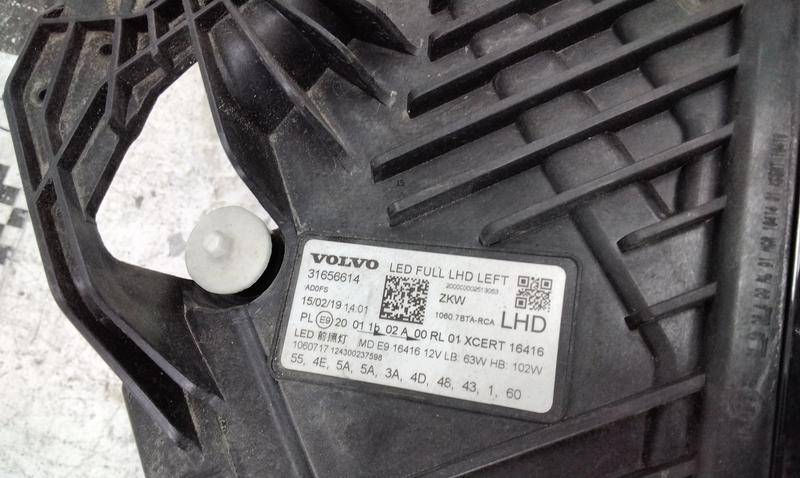 VOLVO LED FULL LHD LEFT
31656614 200000002513063
AD0FS ZKW
15/02/19 14:01 1060.7BTA-RCA LHD
PL E9 20 01 1b 02 A 00 RL 01 XCERT 16416
LED 前照灯 MD E9 16416 12V LB: 63W HB: 102W
1060717 124300237598
55, 4E, 5A, 5A, 3A, 4D, 48, 43, 1, 60
15